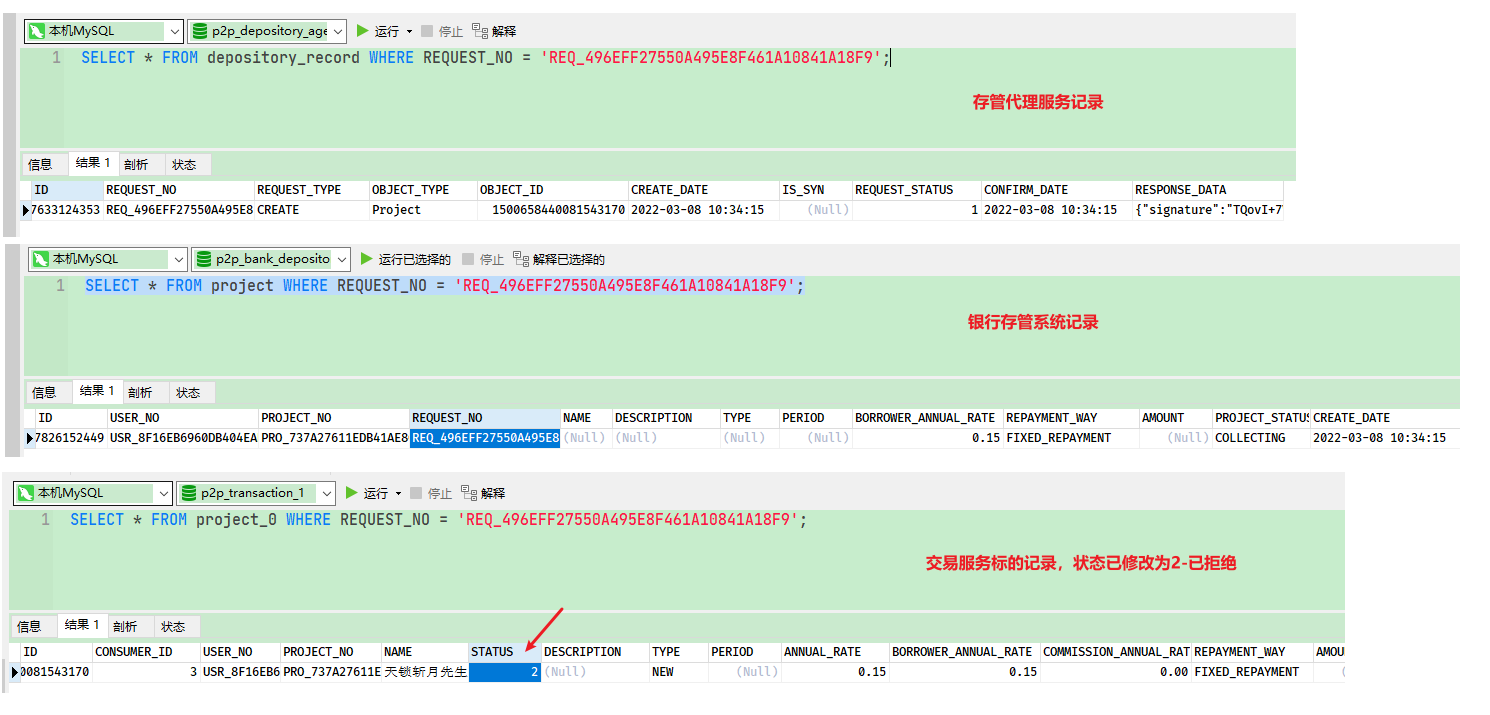 本机MySQL p2p_depository_age 运行 停止 解释
1 SELECT * FROM depository_record WHERE REQUEST_NO = 'REQ_496EFF27550A495E8F461A10841A18F9';
存管代理服务记录
信息 结果 1 剖析 状态
ID REQUEST_NO REQUEST_TYPE OBJECT_TYPE OBJECT_ID CREATE_DATE IS_SYN REQUEST_STATUS CONFIRM_DATE RESPONSE_DATA
7633124353 REQ_496EFF27550A495E8 CREATE Project 1500658440081543170 2022-03-08 10:34:15 (Null) 1 2022-03-08 10:34:15 {"signature":"TQovI+7
本机MySQL p2p_bank_deposito 运行已选择的 停止 解释已选择的
1 SELECT * FROM project WHERE REQUEST_NO = 'REQ_496EFF27550A495E8F461A10841A18F9';
银行存管系统记录
信息 结果 1 剖析 状态
ID USER_NO PROJECT_NO REQUEST_NO NAME DESCRIPTION TYPE PERIOD BORROWER_ANNUAL_RATE REPAYMENT_WAY AMOUNT PROJECT_STATUS CREATE_DATE
7826152449 USR_8F16EB6960DB404EA PRO_737A27611EDB41AE8 REQ_496EFF27550A495E8 (Null) (Null) (Null) (Null) 0.15 FIXED_REPAYMENT (Null) COLLECTING 2022-03-08 10:34:15
本机MySQL p2p_transaction_1 运行 停止 解释
1 SELECT * FROM project_0 WHERE REQUEST_NO = 'REQ_496EFF27550A495E8F461A10841A18F9';
交易服务标的记录，状态已修改为2-已拒绝
信息 结果 1 剖析 状态
ID CONSUMER_ID USER_NO PROJECT_NO NAME STATUS DESCRIPTION TYPE PERIOD ANNUAL_RATE BORROWER_ANNUAL_RATE COMMISSION_ANNUAL_RAT REPAYMENT_WAY AMOU
0081543170 3 USR_8F16EB6 PRO_737A27611E 天锁斩月先生 2 (Null) NEW (Null) 0.15 0.15 0.00 FIXED_REPAYMENT (